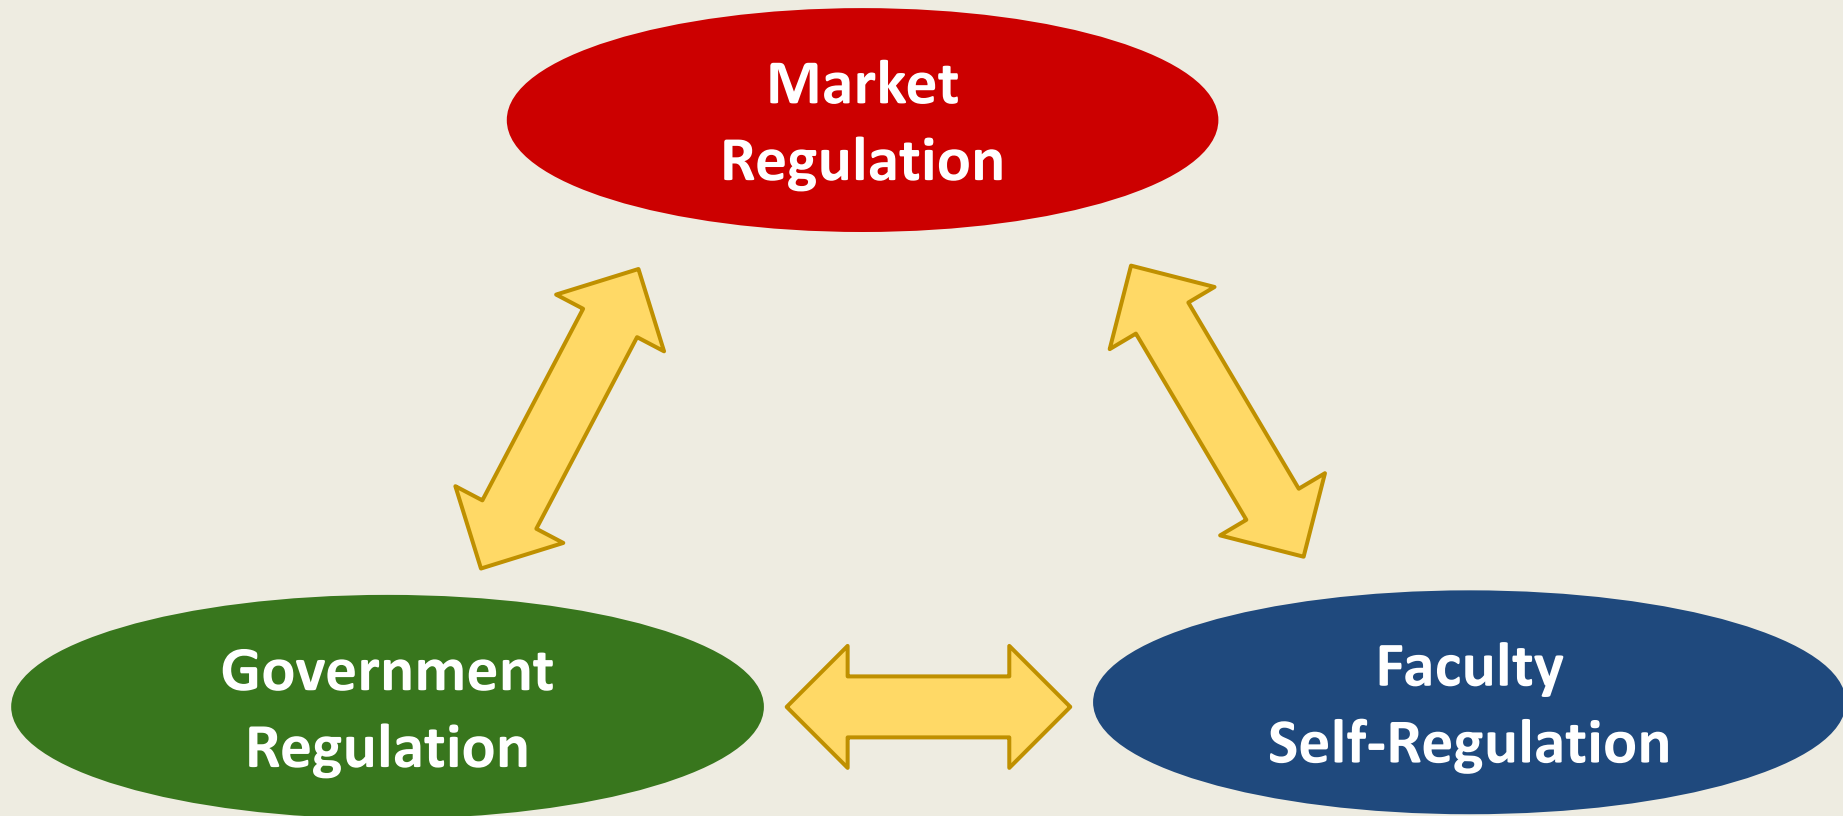 Market
Regulation
Government
Regulation
Faculty
Self-Regulation